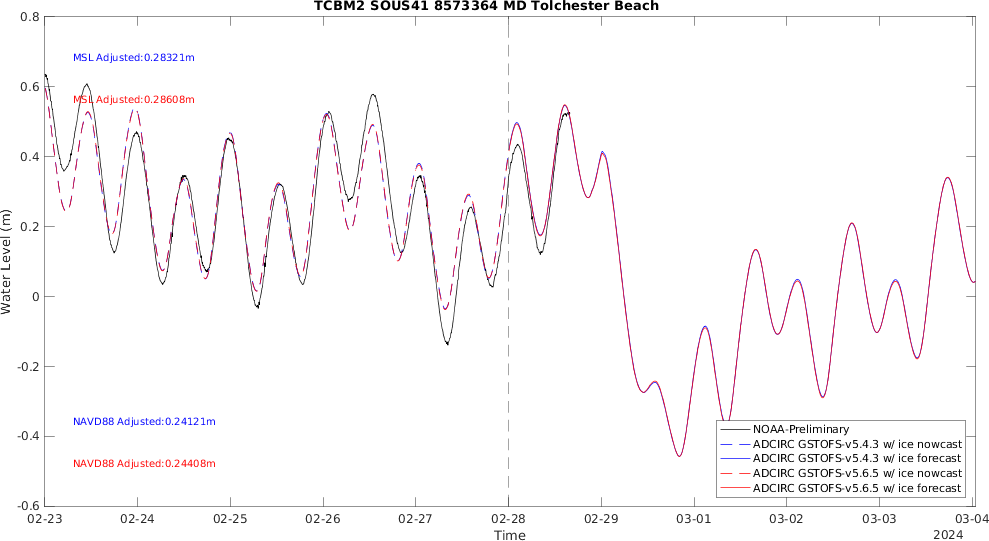 TCBM2 SOUS41 8573364 MD Tolchester Beach
0.8
0.6
0.4
0.2
0
-0.2
-0.4
-0.6
Water Level (m)
MSL Adjusted:0.28321m
MSL Adjusted:0.28608m
NAVD88 Adjusted:0.24121m
NAVD88 Adjusted:0.24408m
NOAA-Preliminary
ADCIRC GSTOFS-v5.4.3 w/ ice nowcast
ADCIRC GSTOFS-v5.4.3 w/ ice forecast
ADCIRC GSTOFS-v5.6.5 w/ ice nowcast
ADCIRC GSTOFS-v5.6.5 w/ ice forecast
02-23 02-24 02-25 02-26 02-27 02-28 02-29 03-01 03-02 03-03 03-04
Time
2024